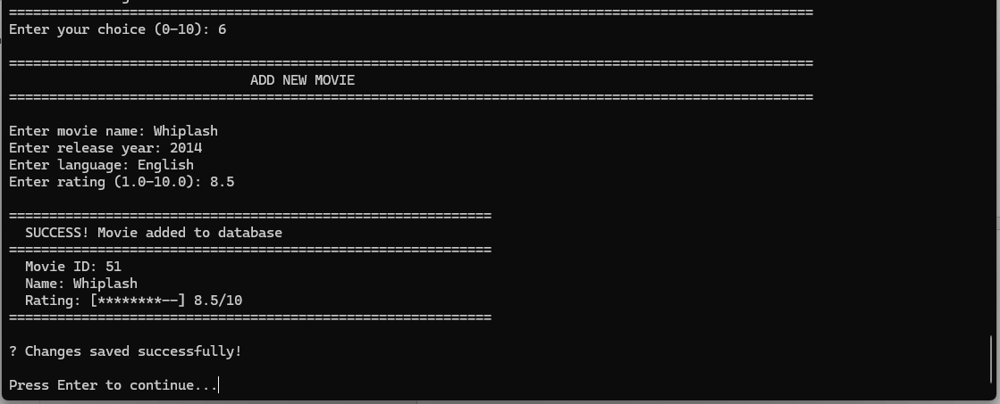 ====================================================================================================
Enter your choice (0-10): 6
====================================================================================================
ADD NEW MOVIE
====================================================================================================
Enter movie name: Whiplash
Enter release year: 2014
Enter language: English
Enter rating (1.0-10.0): 8.5
============================================================
SUCCESS! Movie added to database
============================================================
Movie ID: 51
Name: Whiplash
Rating: [********--] 8.5/10
============================================================
? Changes saved successfully!
Press Enter to continue...